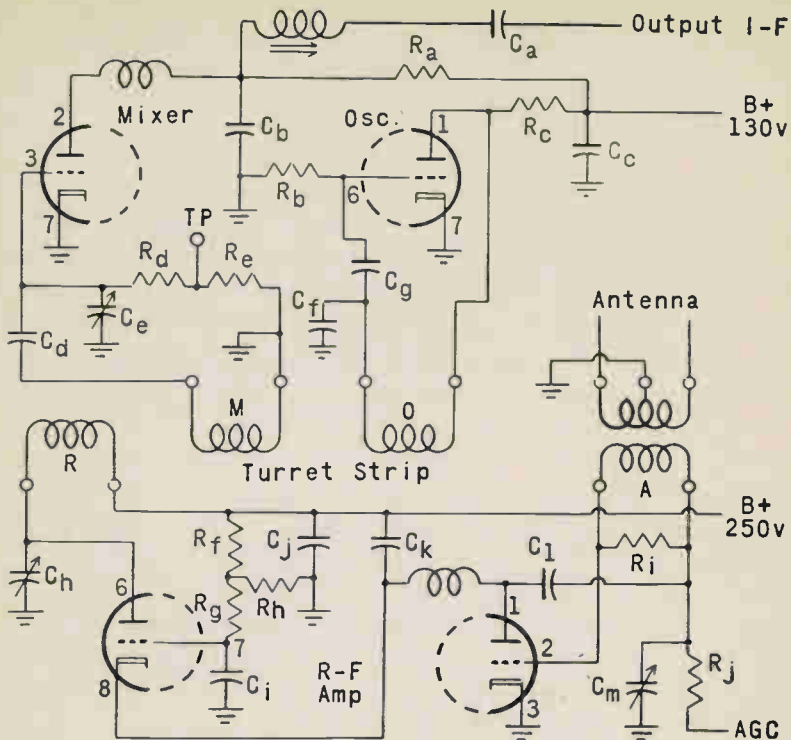 Output I-F
Ca
Ra
2
Mixer
Cb
Osc.
1
Rc
B+
130v
3
Rb
6
Cc
7
7
TP
Rd
Re
Cg
Cf
Ce
Cd
Antenna
M
O
R
Turret Strip
A
B+
250v
Rf
Cj
Ck
Cl
Ri
Ch
6
Rg
Rh
1
7
2
8
Ci
R-F
Amp
3
Cm
Rj
AGC